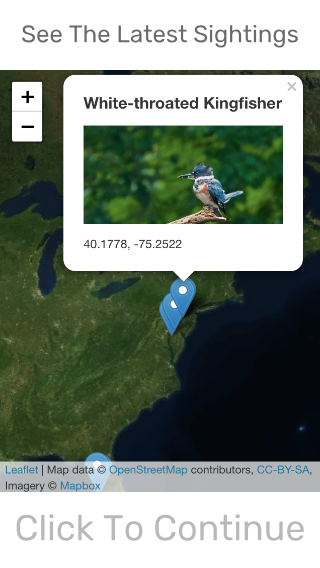 See The Latest Sightings
+
−
×
White-throated Kingfisher
40.1778, -75.2522
Leaflet | Map data © OpenStreetMap contributors, CC-BY-SA,
Imagery © Mapbox
Click To Continue